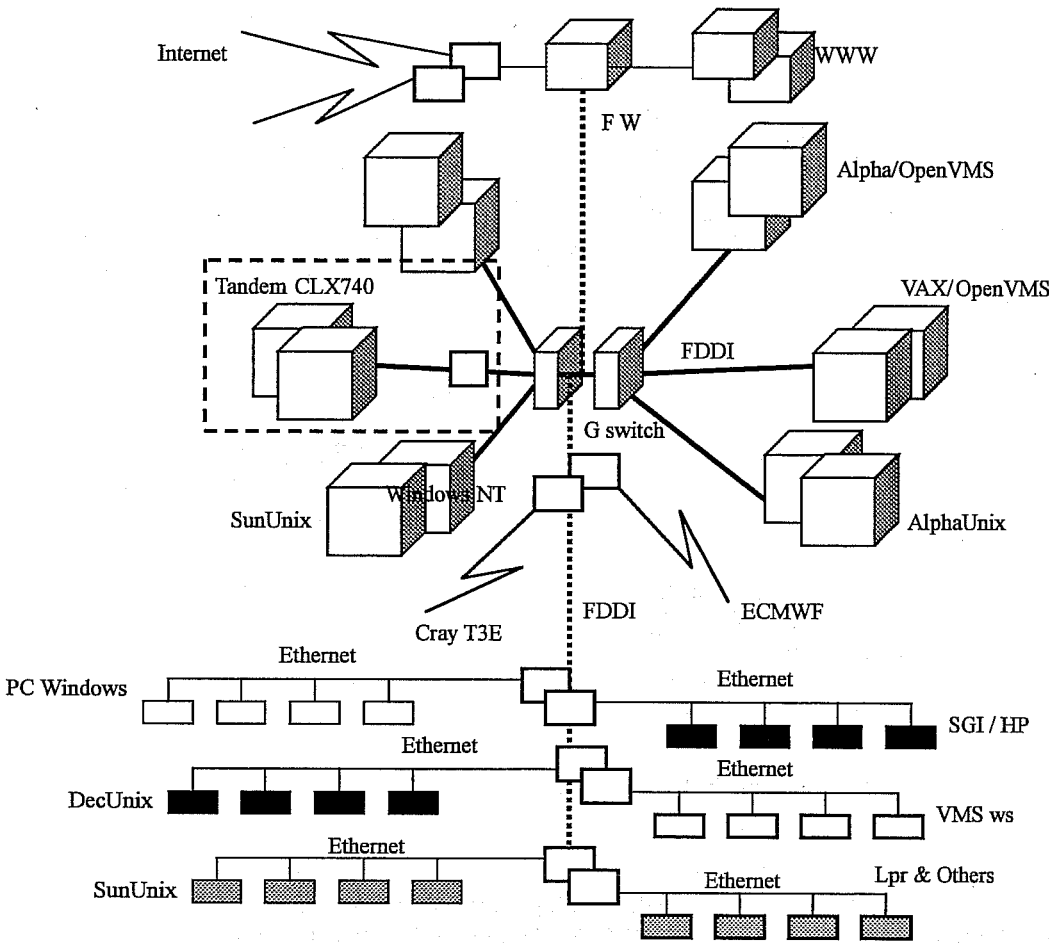 Internet
WWW
F W
Alpha/OpenVMS
Tandem CLX740
VAX/OpenVMS
FDDI
G switch
Windows NT
SunUnix
AlphaUnix
FDDI
ECMWF
Cray T3E
Ethernet
PC Windows
Ethernet
SGI / HP
Ethernet
Ethernet
DecUnix
VMS ws
Ethernet
Lpr & Others
Ethernet
SunUnix